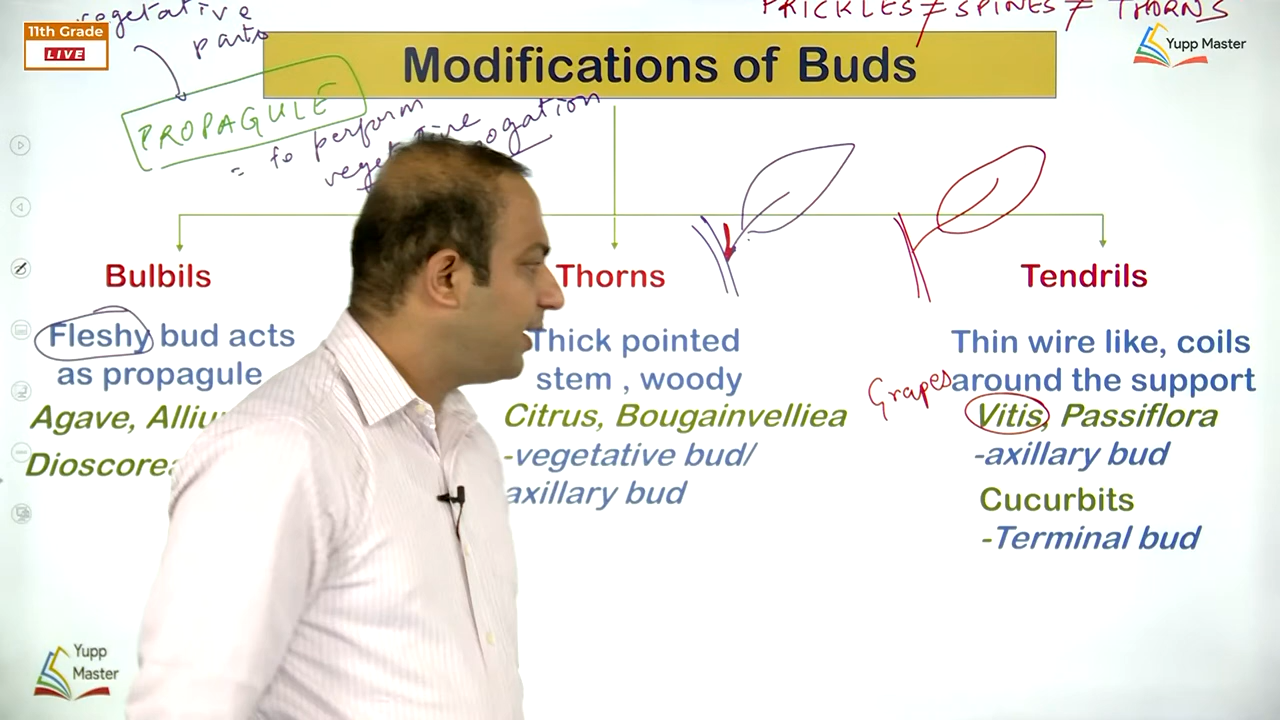 vegetative
parts
PRICKLES ≠ SPINES ≠ THORNS
11th Grade
LIVE
Yupp Master
Modifications of Buds
PROPAGULE
= to perform
vegetative
Bulbils
Thorns
Tendrils
Fleshy bud acts
as propagule
Agave,
Thick pointed
stem , woody
Citrus, Bougainvelliea
-vegetative bud/
axillary bud
Thin wire like, coils
Grapes around the support
Vitis, Passiflora
-axillary bud
Cucurbits
-Terminal bud
Yupp
Master